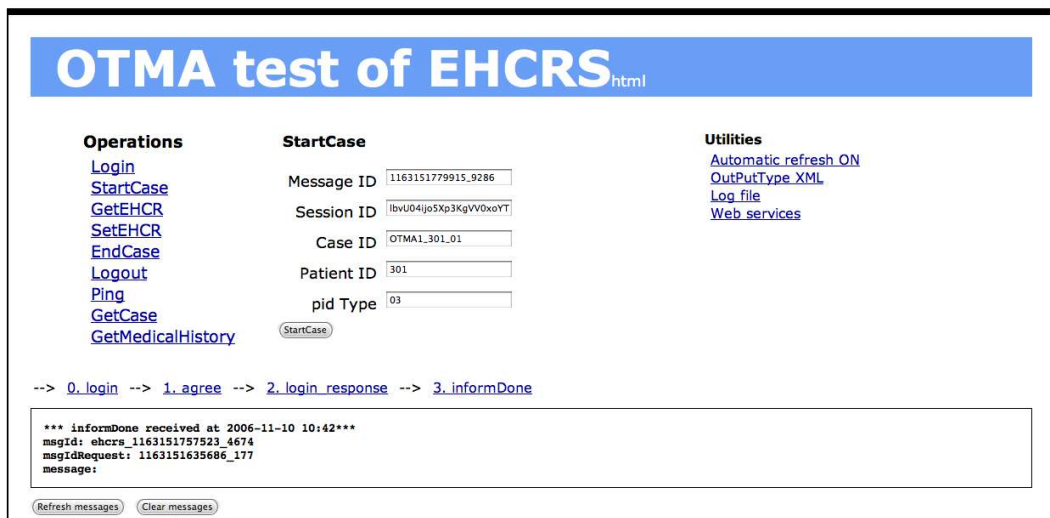 OTMA test of EHCRS html
Operations
Login
StartCase
GetEHCR
SetEHCR
EndCase
Logout
Ping
GetCase
GetMedicalHistory
StartCase
Message ID 1163151779915_9286
Session ID lbvU04ijo5Xp3KgVV0xoYT
Case ID OTMA1_301_01
Patient ID 301
pid Type 03
StartCase
Utilities
Automatic refresh ON
OutPutType XML
Log file
Web services
--> 0. login --> 1. agree --> 2. login_response --> 3. informDone
*** informDone received at 2006-11-10 10:42***
msgId: ehcrs_1163151757523_4674
msgIdRequest: 1163151635686_177
message:
Refresh messages Clear messages